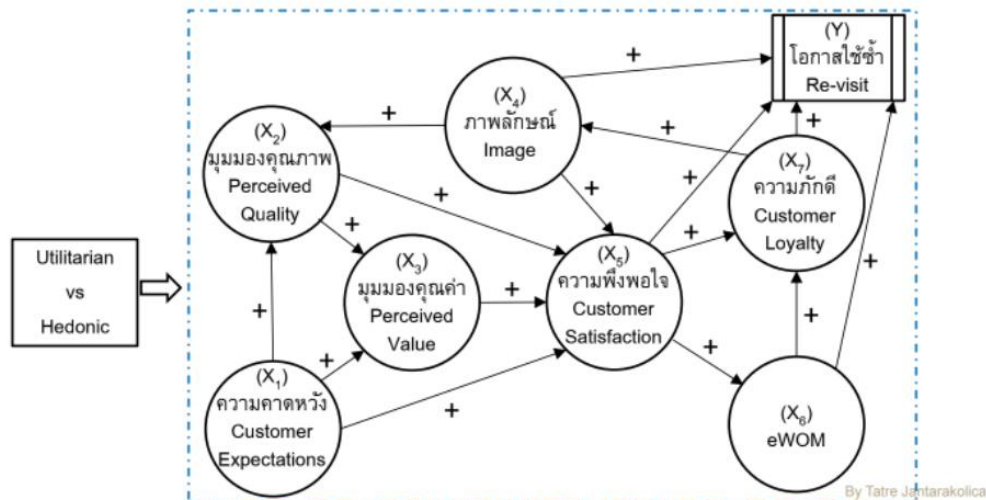 (Y)
โอกาสใช้ซ้ำ
Re-visit
+
(X4)
ภาพลักษณ์
Image
+
+
(X2)
มุมมองคุณภาพ
Perceived
Quality
+
+
(X7)
ความภักดี
Customer
Loyalty
+
+
+
+
(X3)
มุมมองคุณค่า
Perceived
Value
(X5)
ความพึงพอใจ
Customer
Satisfaction
+
+
+
Utilitarian
vs
Hedonic
+
+
+
+
(X1)
ความคาดหวัง
Customer
Expectations
+
(X6)
eWOM
By Tatre Jantarakolica